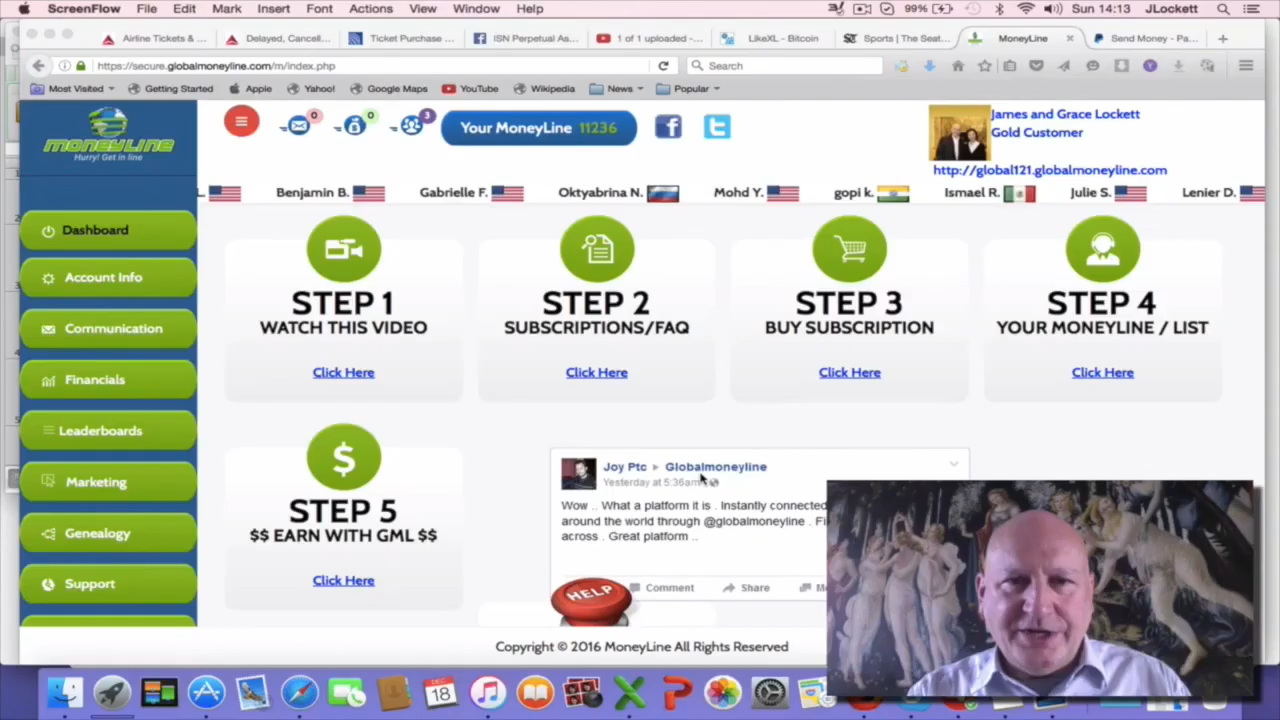 ScreenFlow File Edit Mark Insert Font Actions View Window Help 99% Sun 14:13 JLockett
Airline Tickets & ... Delayed, Cancell... Ticket Purchase ... ISN Perpetual As... 1 of 1 uploaded -... LikeXL - Bitcoin Sports | The Seat... MoneyLine Send Money - Pa...
https://secure.globalmoneyline.com/m/index.php Search
Most Visited Getting Started Apple Yahoo! Google Maps YouTube Wikipedia News Popular
MONEYLINE
Hurry! Get in line
0 0 3
Your MoneyLine 11236
James and Grace Lockett
Gold Customer
http://global121.globalmoneyline.com
Benjamin B. Gabrielle F. Oktyabrina N. Mohd Y. gopi k. Ismael R. Julie S. Lenier D.
Dashboard
Account Info
Communication
Financials
Leaderboards
Marketing
Genealogy
Support
STEP 1
WATCH THIS VIDEO
Click Here
STEP 2
SUBSCRIPTIONS/FAQ
Click Here
STEP 3
BUY SUBSCRIPTION
Click Here
STEP 4
YOUR MONEYLINE / LIST
Click Here
STEP 5
$$ EARN WITH GML $$
Click Here
Joy Ptc Globalmoneyline
Yesterday at 5:36am
Wow .. What a platform it is . Instantly connected
around the world through @globalmoneyline . Fi
across . Great platform ..
Comment Share
HELP
Copyright © 2016 MoneyLine All Rights Reserved
DEC
18